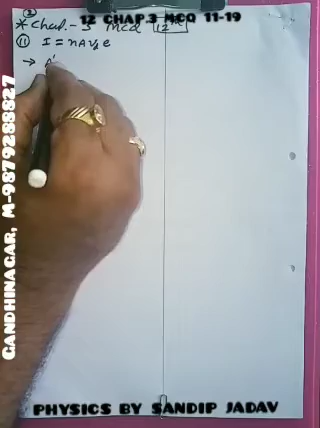 ②
12 CHAP.3 MCQ 11-19
* Chap.- 3 MCQ 12th
⑪ I = nAVde
→ A'
GANDHINAGAR, M-9879288827
PHYSICS BY SANDIP JADAV